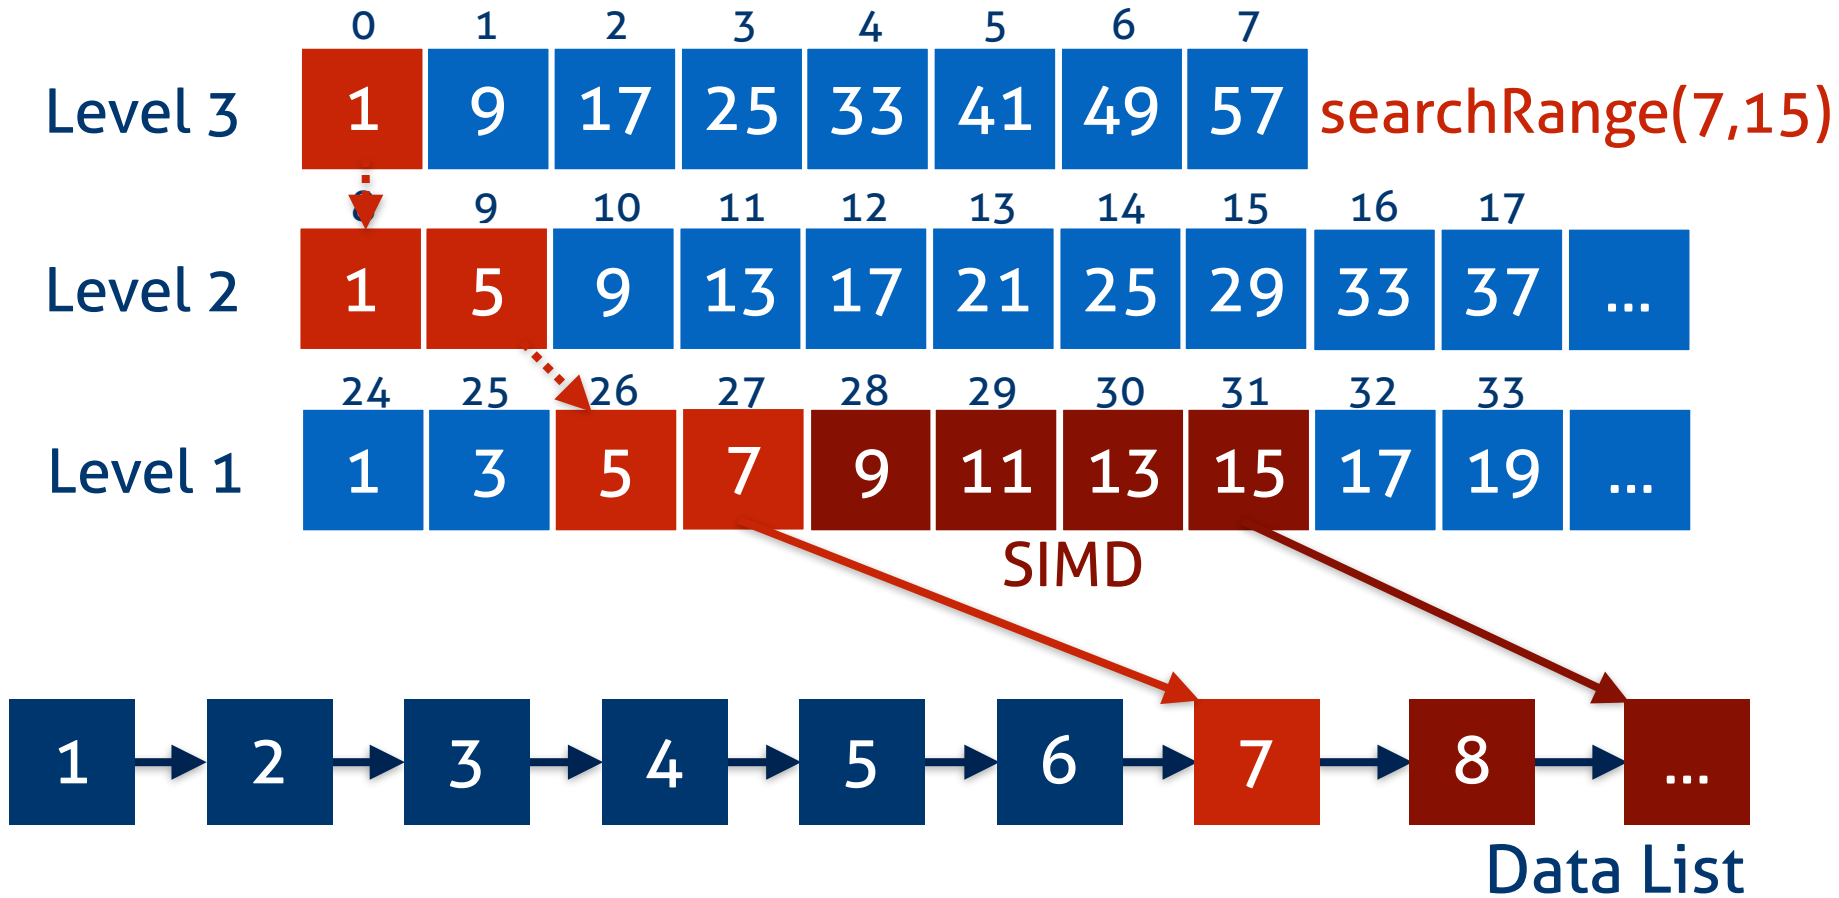 0 1 2 3 4 5 6 7
Level 3 1 9 17 25 33 41 49 57 searchRange(7,15)
8 9 10 11 12 13 14 15 16 17
Level 2 1 5 9 13 17 21 25 29 33 37 ...
24 25 26 27 28 29 30 31 32 33
Level 1 1 3 5 7 9 11 13 15 17 19 ...
SIMD
1 2 3 4 5 6 7 8 ...
Data List